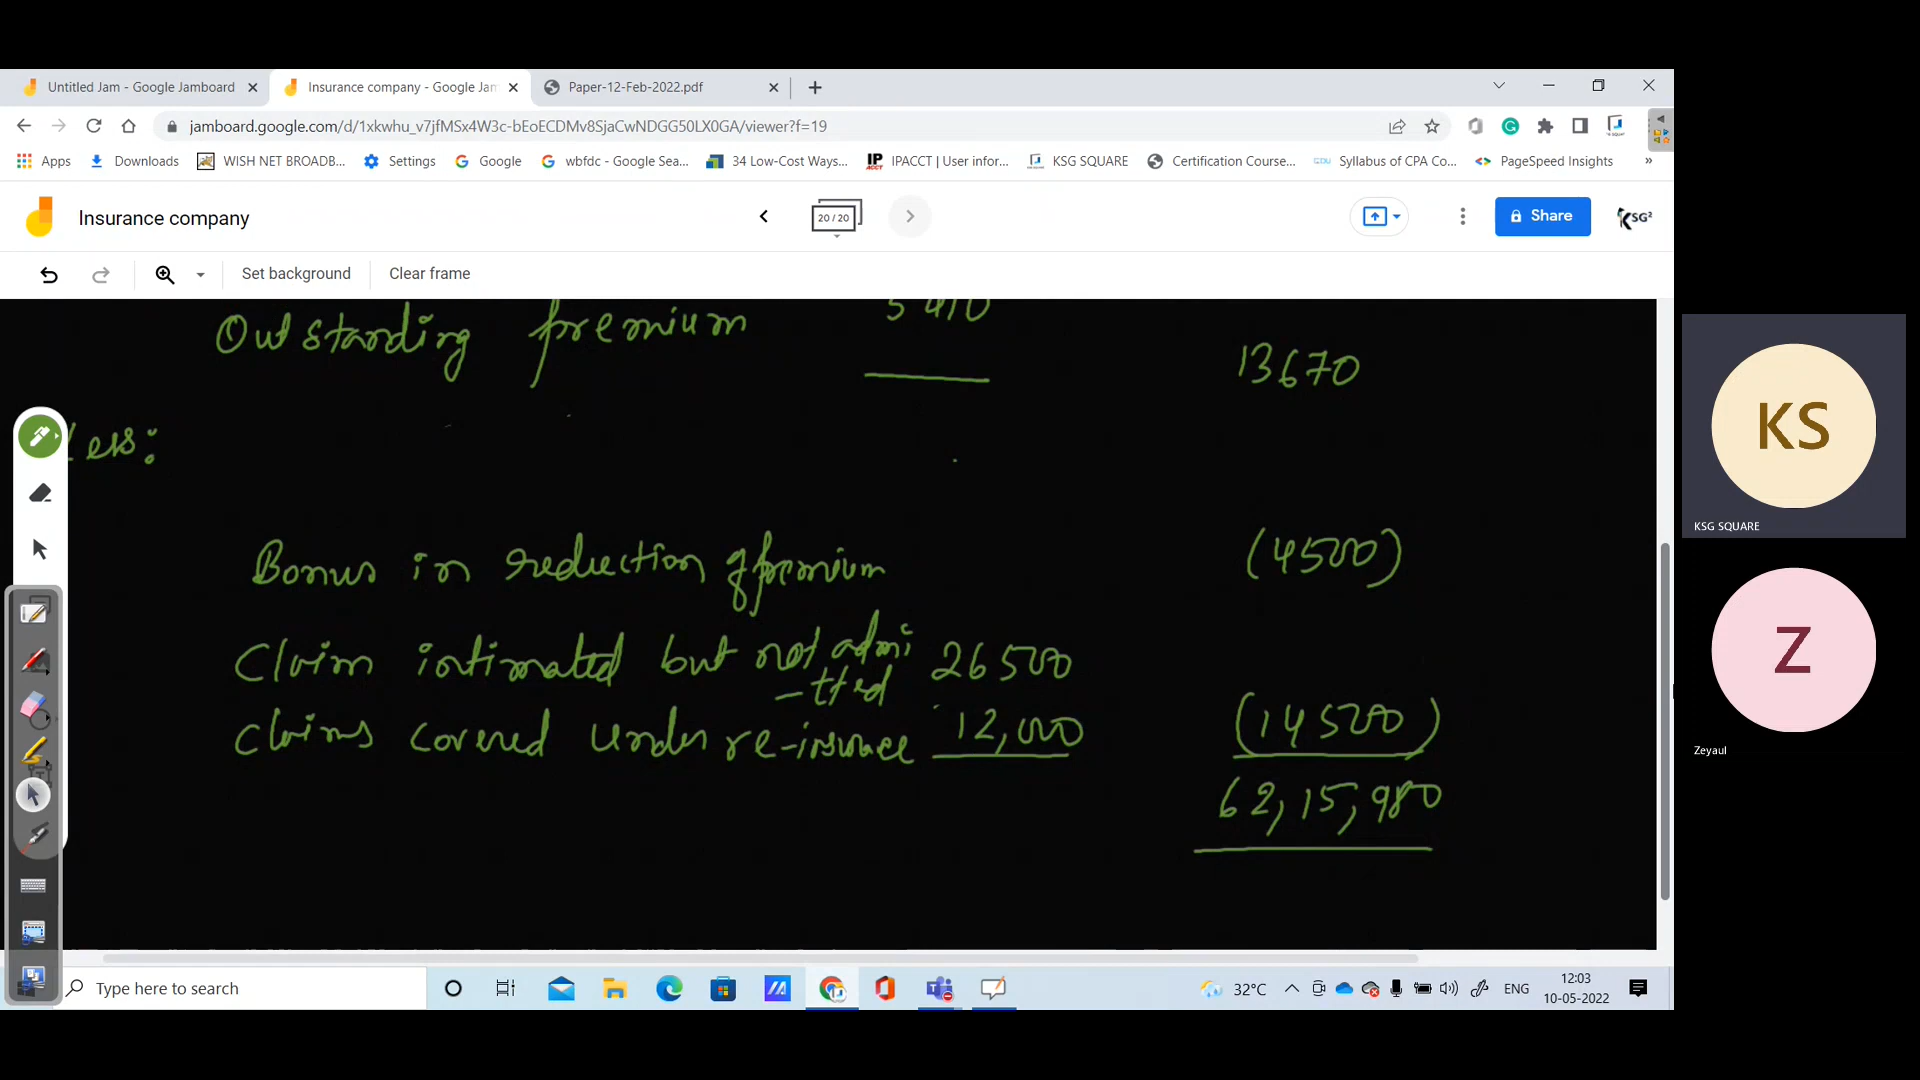 Untitled Jam - Google Jamboard
Insurance company - Google Jam
Paper-12-Feb-2022.pdf
jamboard.google.com/d/1xkwhu_v7jfMSx4W3c-bEoECDMv8SjaCwNDGG50LX0GA/viewer?f=19
Apps Downloads WISH NET BROADB... Settings Google wbfdc - Google Sea... 34 Low-Cost Ways... IPACCT | User infor... KSG SQUARE Certification Course... Syllabus of CPA Co... PageSpeed Insights »
Insurance company
20 / 20
Share
KSG²
Set background Clear frame
Outstanding premium 5410
13670
Less:
Bonus in reduction of premium (4500)
Claim intimated but not admi 26500
-tted
Claims covered under re-insurance 12,000 (14500)
62,15,980
KS
KSG SQUARE
Z
Zeyaul
Type here to search
32°C
ENG
12:03
10-05-2022